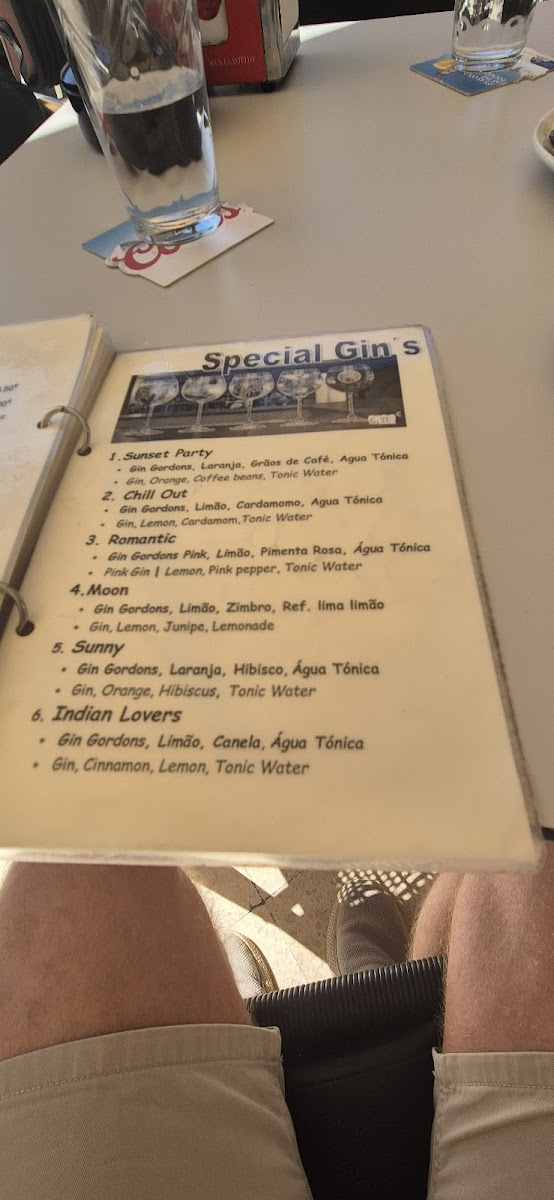 Special Gin´s
1. Sunset Party
• Gin Gordons, Laranja, Grãos de Café, Agua Tónica
• Gin, Orange, Coffee beans, Tonic Water
2. Chill Out
• Gin Gordons, Limão, Cardamomo, Agua Tónica
• Gin, Lemon, Cardamom, Tonic Water
3. Romantic
• Gin Gordons Pink, Limão, Pimenta Rosa, Água Tónica
• Pink Gin | Lemon, Pink pepper, Tonic Water
4. Moon
• Gin Gordons, Limão, Zimbro, Ref. lima limão
• Gin, Lemon, Junipe, Lemonade
5. Sunny
• Gin Gordons, Laranja, Hibisco, Água Tónica
• Gin, Orange, Hibiscus, Tonic Water
6. Indian Lovers
• Gin Gordons, Limão, Canela, Água Tónica
• Gin, Cinnamon, Lemon, Tonic Water